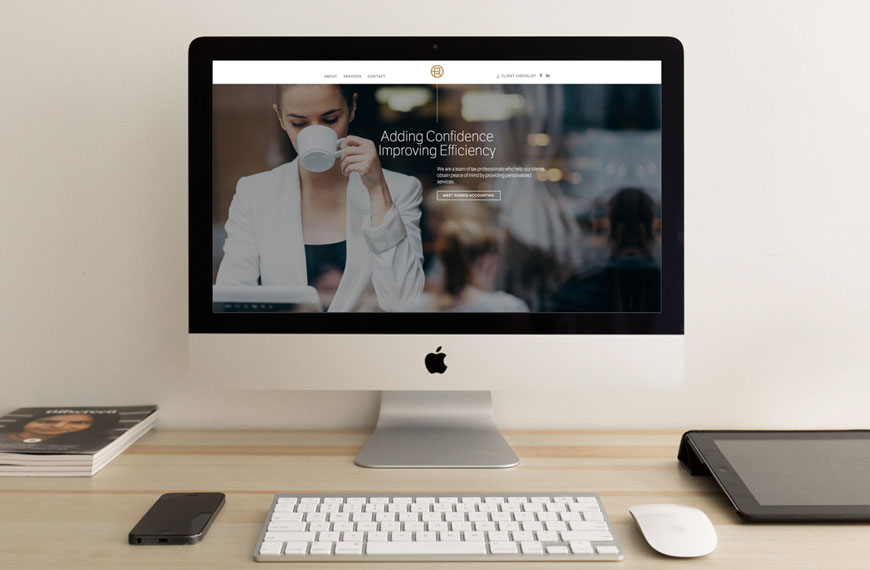 ABOUT SERVICES CONTACT
CLIENT CHECKLIST
Adding Confidence
Improving Efficiency
We are a team of tax professionals who help our clients
obtain peace of mind by providing personalized
services.
MEET ROMEO ACCOUNTING
Offscreen